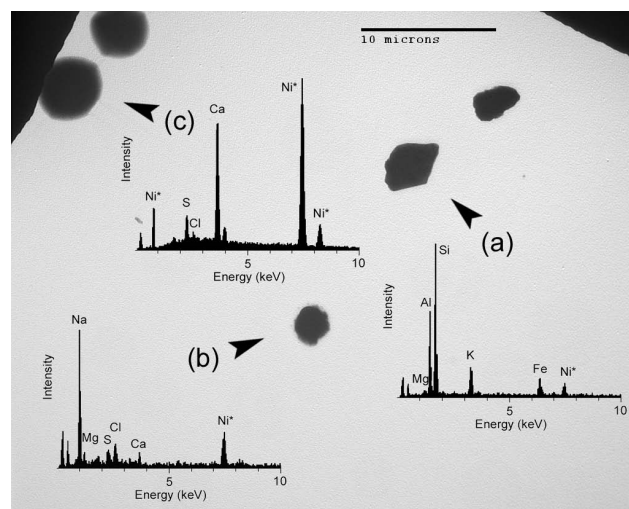 10 microns
(c)
Ni*
Ca
Intensity
Ni*
S
Cl
Ni*
5
10
Energy (keV)
(a)
Si
Al
Intensity
K
Fe
Mg
Ni*
5
10
Energy (keV)
(b)
Na
Intensity
Ni*
Mg
S
Cl
Ca
5
10
Energy (keV)